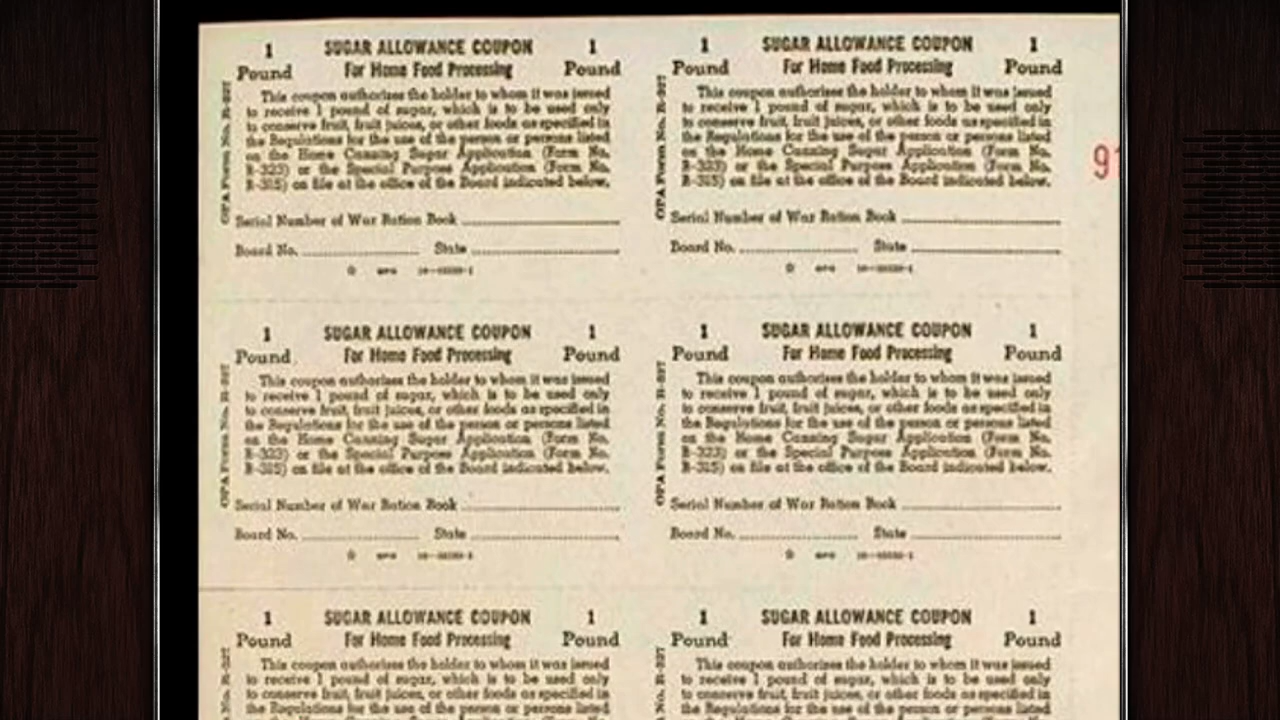 1 SUGAR ALLOWANCE COUPON 1
Pound For Home Food Processing Pound
This coupon authorizes the holder to whom it was issued
to receive 1 pound of sugar, which is to be used only
to conserve fruit, fruit juices, or other foods as specified in
the Regulations for the use of the person or persons listed
on the Home Canning Sugar Application (Form No.
R-323) or the Special Purpose Application (Form No.
R-315) on file at the office of the Board indicated below.
Serial Number of War Ration Book
Board No. State
OPA Form No. R-327
1 SUGAR ALLOWANCE COUPON 1
Pound For Home Food Processing Pound
This coupon authorizes the holder to whom it was issued
to receive 1 pound of sugar, which is to be used only
to conserve fruit, fruit juices, or other foods as specified in
the Regulations for the use of the person or persons listed
on the Home Canning Sugar Application (Form No.
R-323) or the Special Purpose Application (Form No.
R-315) on file at the office of the Board indicated below.
Serial Number of War Ration Book
Board No. State
OPA Form No. R-327
91
1 SUGAR ALLOWANCE COUPON 1
Pound For Home Food Processing Pound
This coupon authorizes the holder to whom it was issued
to receive 1 pound of sugar, which is to be used only
to conserve fruit, fruit juices, or other foods as specified in
the Regulations for the use of the person or persons listed
on the Home Canning Sugar Application (Form No.
R-323) or the Special Purpose Application (Form No.
R-315) on file at the office of the Board indicated below.
Serial Number of War Ration Book
Board No. State
OPA Form No. R-327
1 SUGAR ALLOWANCE COUPON 1
Pound For Home Food Processing Pound
This coupon authorizes the holder to whom it was issued
to receive 1 pound of sugar, which is to be used only
to conserve fruit, fruit juices, or other foods as specified in
the Regulations for the use of the person or persons listed
on the Home Canning Sugar Application (Form No.
R-323) or the Special Purpose Application (Form No.
R-315) on file at the office of the Board indicated below.
Serial Number of War Ration Book
Board No. State
OPA Form No. R-327
1 SUGAR ALLOWANCE COUPON 1
Pound For Home Food Processing Pound
This coupon authorizes the holder to whom it was issued
to receive 1 pound of sugar, which is to be used only
to conserve fruit, fruit juices, or other foods as specified in
the Regulations for the use of the person or persons listed
No. R-327
1 SUGAR ALLOWANCE COUPON 1
Pound For Home Food Processing Pound
This coupon authorizes the holder to whom it was issued
to receive 1 pound of sugar, which is to be used only
to conserve fruit, fruit juices, or other foods as specified in
the Regulations for the use of the person or persons listed
No. R-327